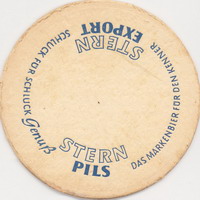 STERN
EXPORT
SCHLUCK FÜR SCHLUCK Genuß
STERN
PILS
DAS MARKENBIER FÜR DEN KENNER